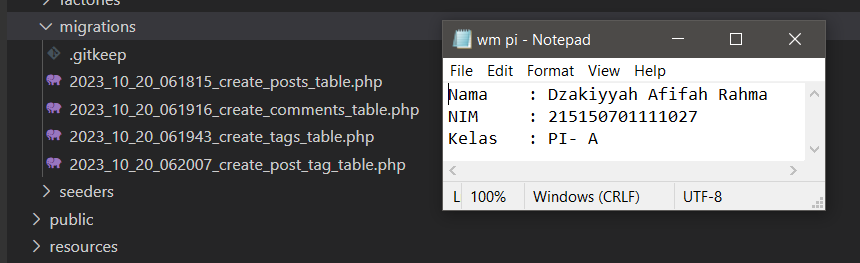 factories
migrations
.gitkeep
2023_10_20_061815_create_posts_table.php
2023_10_20_061916_create_comments_table.php
2023_10_20_061943_create_tags_table.php
2023_10_20_062007_create_post_tag_table.php
seeders
public
resources
wm pi - Notepad
File Edit Format View Help
Nama : Dzakiyyah Afifah Rahma
NIM : 215150701111027
Kelas : PI- A
L 100% Windows (CRLF) UTF-8